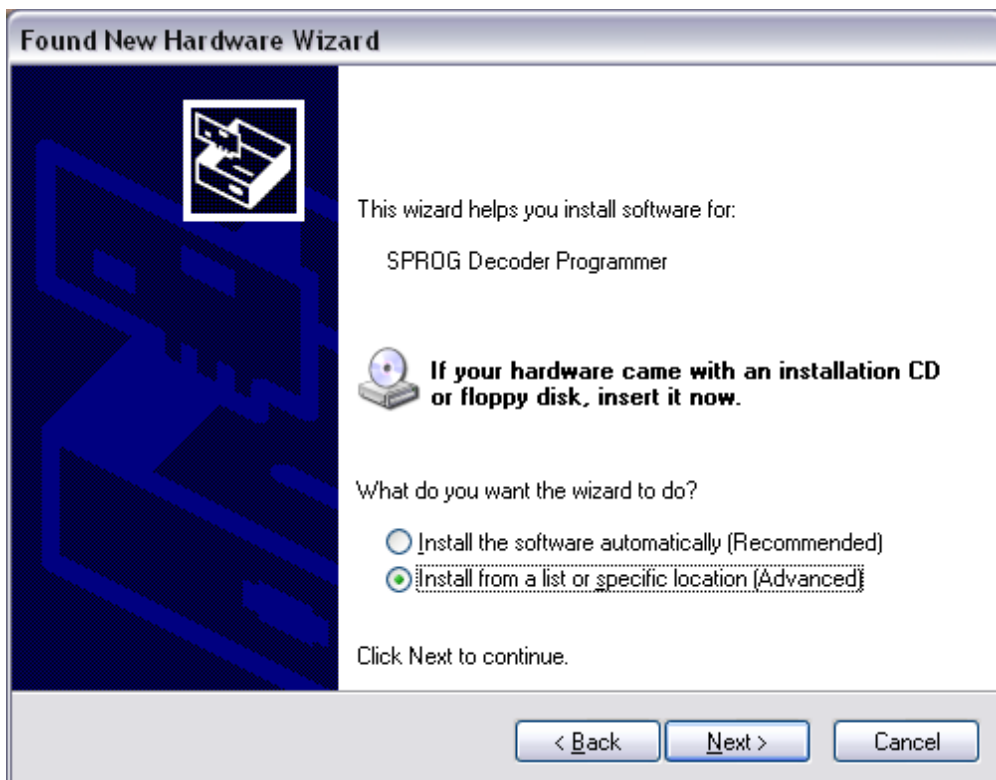 Found New Hardware Wizard
This wizard helps you install software for:
SPROG Decoder Programmer
If your hardware came with an installation CD
or floppy disk, insert it now.
What do you want the wizard to do?
Install the software automatically (Recommended)
Install from a list or specific location (Advanced)
Click Next to continue.
< Back
Next >
Cancel